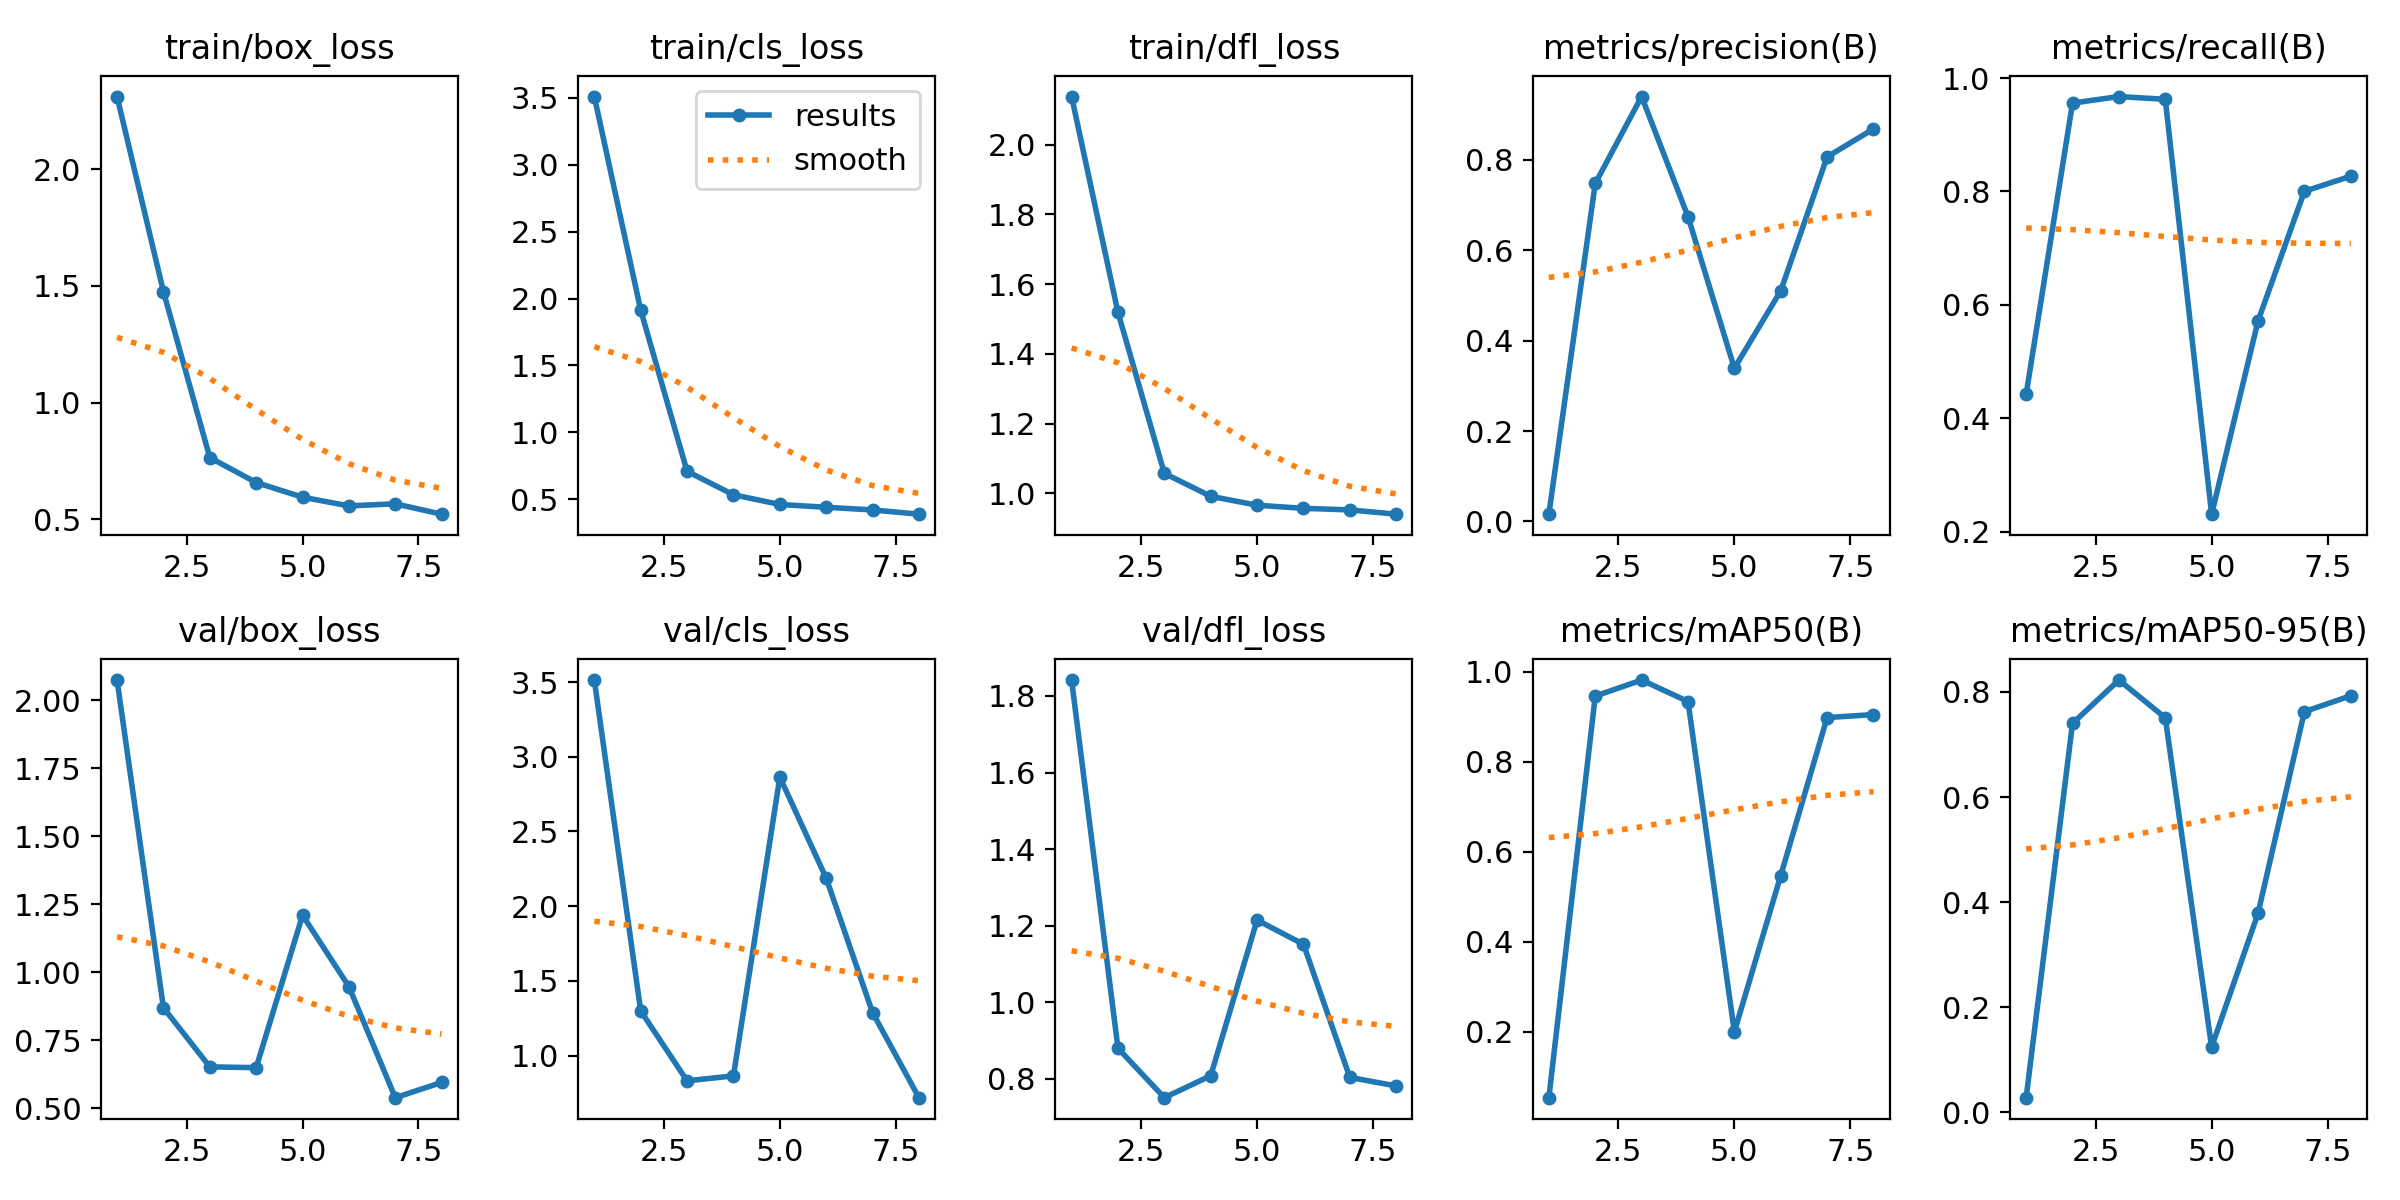 train/box_loss
2.0
1.5
1.0
0.5
2.5 5.0 7.5
train/cls_loss
results
smooth
3.5
3.0
2.5
2.0
1.5
1.0
0.5
2.5 5.0 7.5
train/dfl_loss
2.0
1.8
1.6
1.4
1.2
1.0
2.5 5.0 7.5
metrics/precision(B)
0.8
0.6
0.4
0.2
0.0
2.5 5.0 7.5
metrics/recall(B)
1.0
0.8
0.6
0.4
0.2
2.5 5.0 7.5
val/box_loss
2.00
1.75
1.50
1.25
1.00
0.75
0.50
2.5 5.0 7.5
val/cls_loss
3.5
3.0
2.5
2.0
1.5
1.0
2.5 5.0 7.5
val/dfl_loss
1.8
1.6
1.4
1.2
1.0
0.8
2.5 5.0 7.5
metrics/mAP50(B)
1.0
0.8
0.6
0.4
0.2
2.5 5.0 7.5
metrics/mAP50-95(B)
0.8
0.6
0.4
0.2
0.0
2.5 5.0 7.5